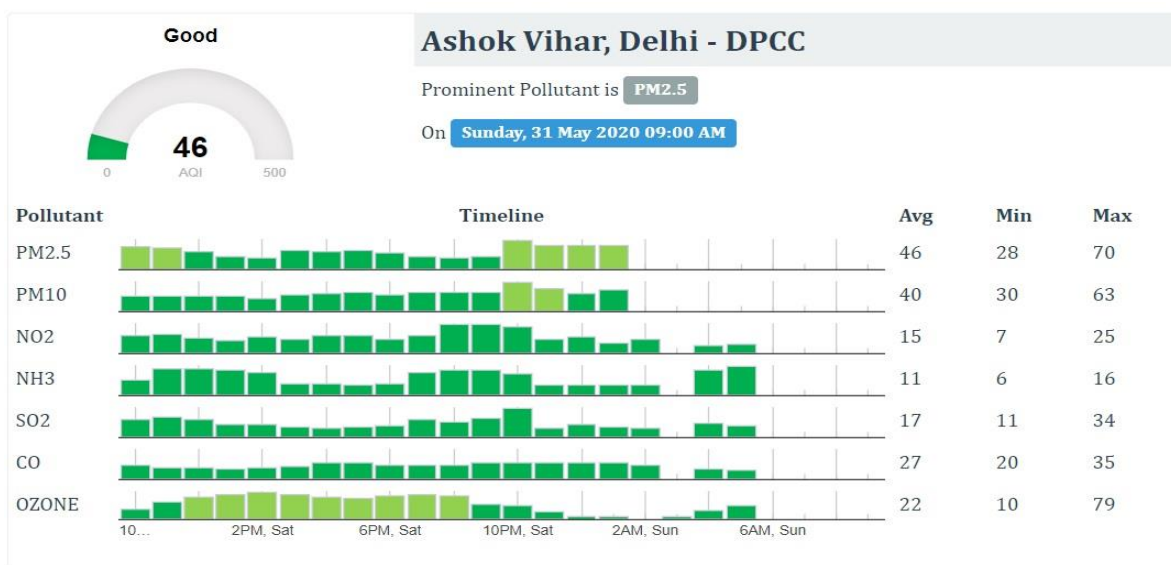 Good
46
AQI
0
500
Ashok Vihar, Delhi - DPCC
Prominent Pollutant is PM2.5
On Sunday, 31 May 2020 09:00 AM
Pollutant Timeline Avg Min Max
PM2.5 46 28 70
PM10 40 30 63
NO2 15 7 25
NH3 11 6 16
SO2 17 11 34
CO 27 20 35
OZONE 22 10 79
10... 2PM, Sat 6PM, Sat 10PM, Sat 2AM, Sun 6AM, Sun